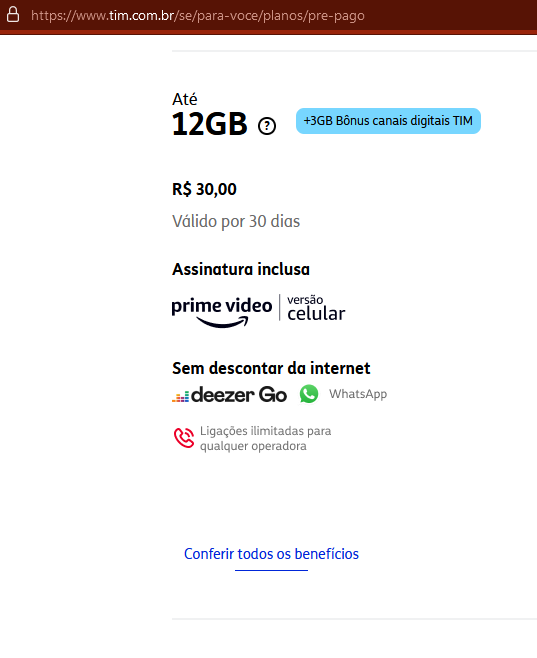 https://www.tim.com.br/se/para-voce/planos/pre-pago
Até
12GB ?
+3GB Bônus canais digitais TIM
R$ 30,00
Válido por 30 dias
Assinatura inclusa
prime video | versão
celular
Sem descontar da internet
deezer Go WhatsApp
Ligações ilimitadas para
qualquer operadora
Conferir todos os benefícios